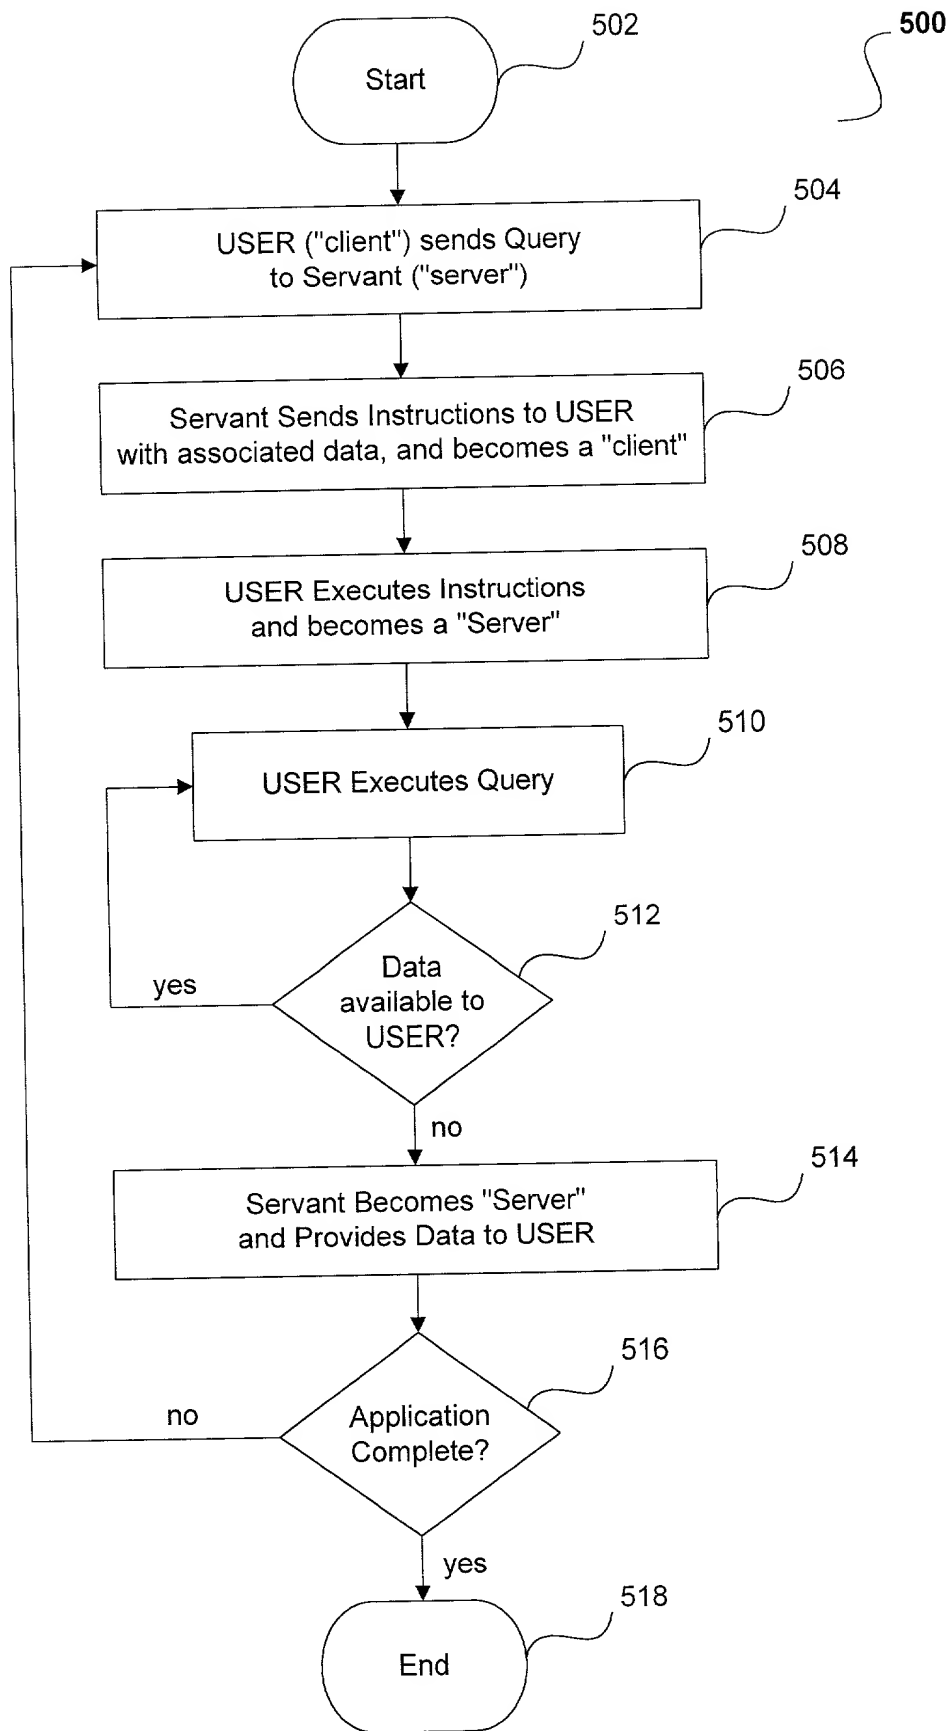 500
502
Start
504
USER ("client") sends Query
to Servant ("server")
506
Servant Sends Instructions to USER
with associated data, and becomes a "client"
508
USER Executes Instructions
and becomes a "Server"
510
USER Executes Query
512
Data
available to
USER?
yes
no
514
Servant Becomes "Server"
and Provides Data to USER
516
Application
Complete?
no
yes
518
End